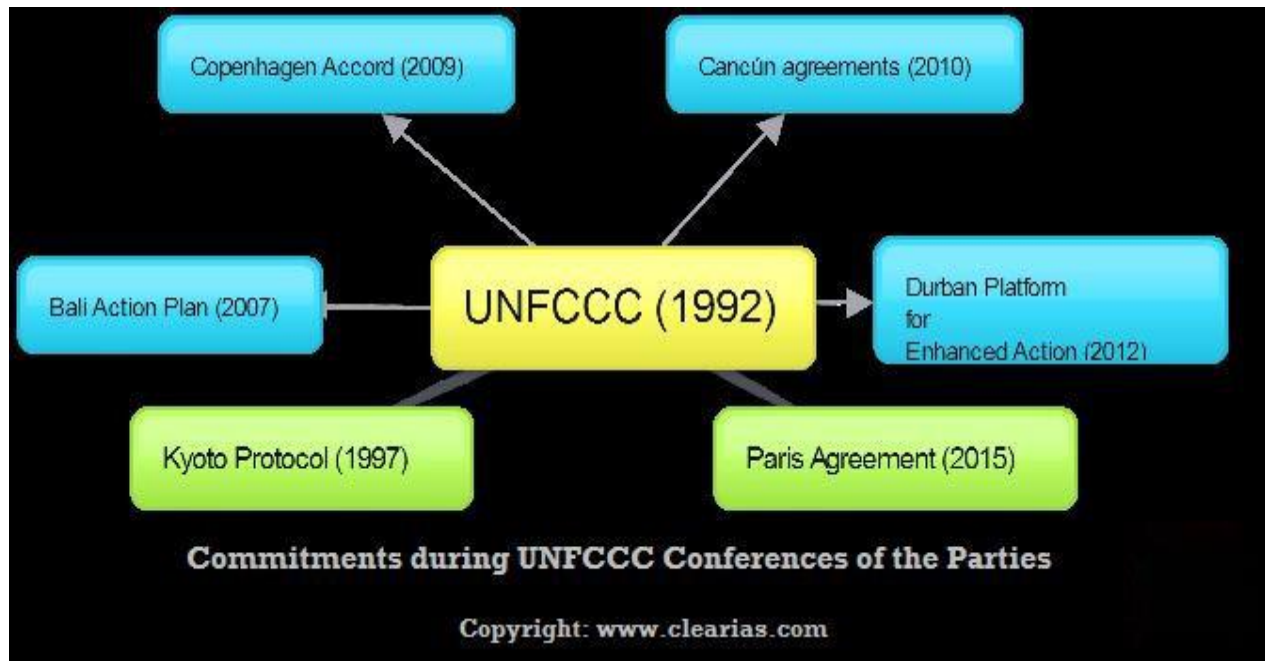 Copenhagen Accord (2009)
Cancún agreements (2010)
Bali Action Plan (2007)
UNFCCC (1992)
Durban Platform
for
Enhanced Action (2012)
Kyoto Protocol (1997)
Paris Agreement (2015)
Commitments during UNFCCC Conferences of the Parties
Copyright: www.clearias.com